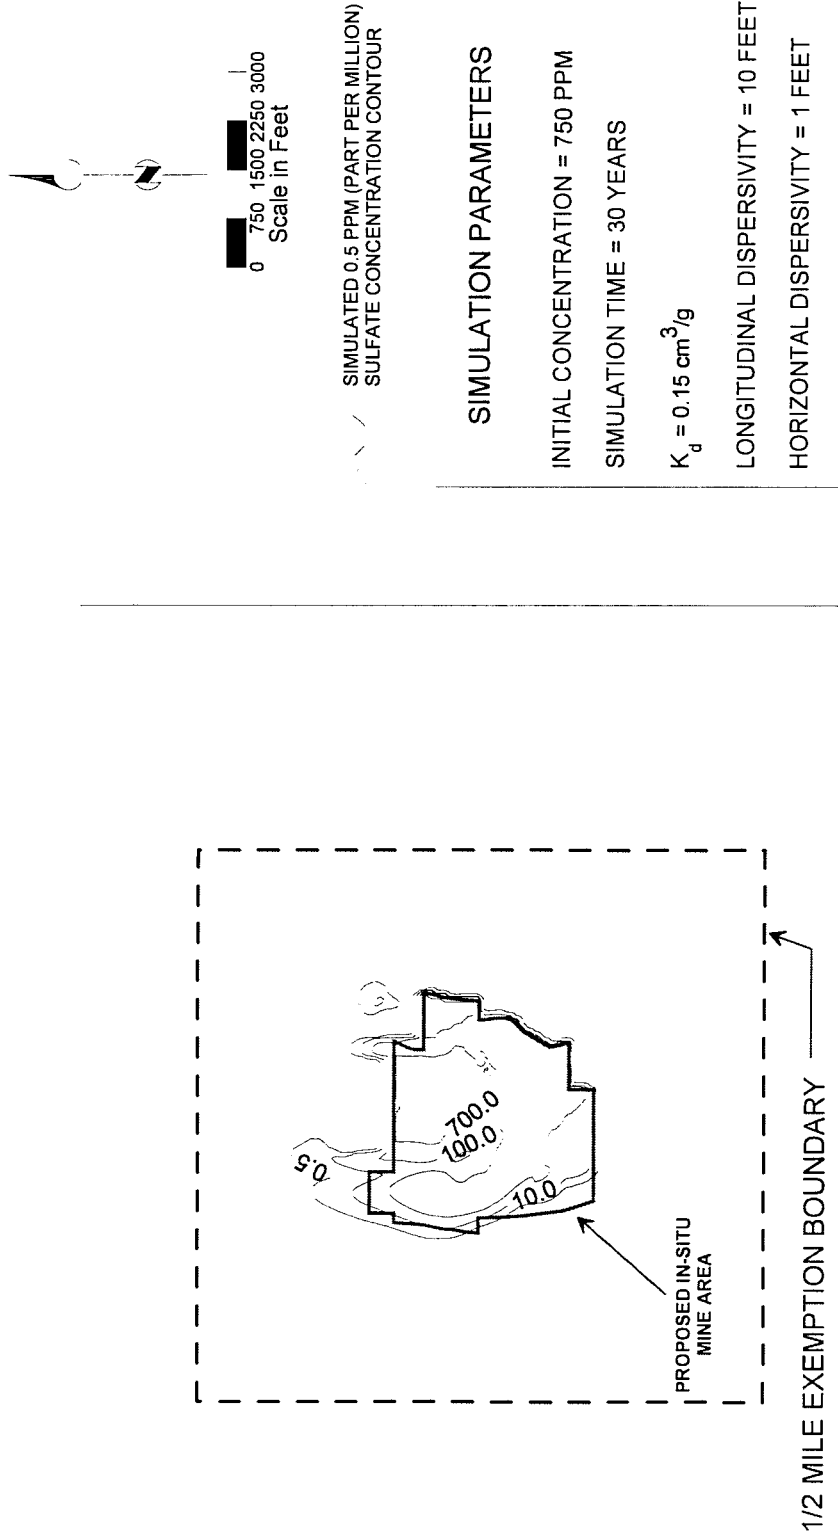 0.5
700.0
100.0
10.0
PROPOSED IN-SITU
MINE AREA
1/2 MILE EXEMPTION BOUNDARY
N
0 750 1500 2250 3000
Scale in Feet
SIMULATED 0.5 PPM (PART PER MILLION)
SULFATE CONCENTRATION CONTOUR
SIMULATION PARAMETERS
INITIAL CONCENTRATION = 750 PPM
SIMULATION TIME = 30 YEARS
Kd = 0.15 cm³/g
LONGITUDINAL DISPERSIVITY = 10 FEET
HORIZONTAL DISPERSIVITY = 1 FEET